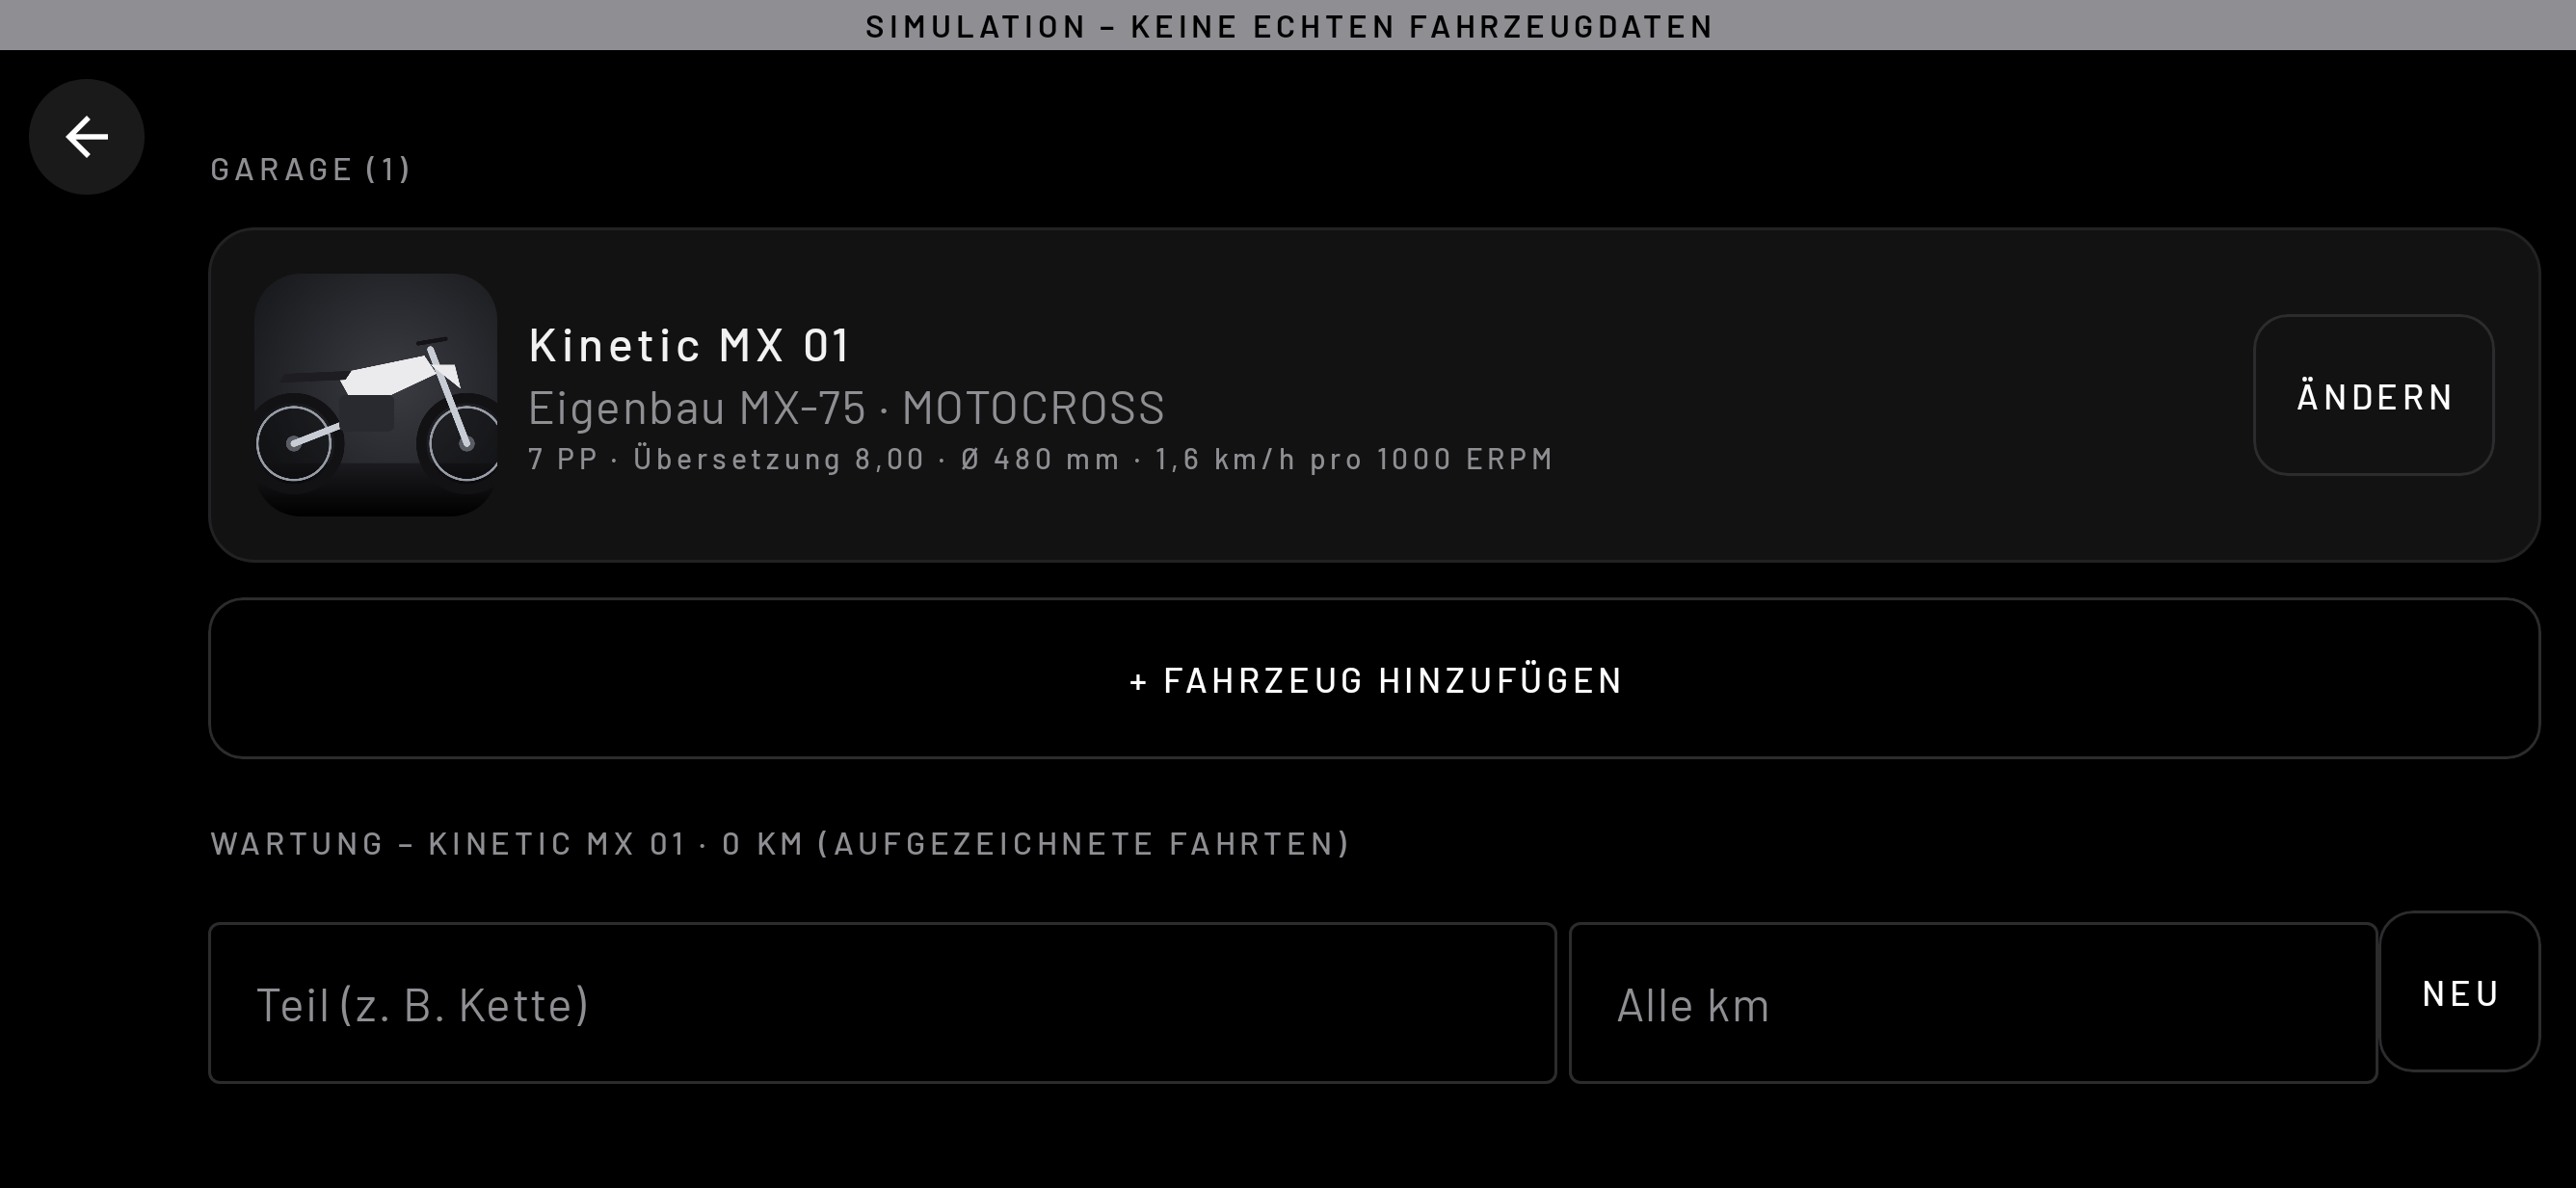 SIMULATION – KEINE ECHTEN FAHRZEUGDATEN
GARAGE (1)
Kinetic MX 01
Eigenbau MX-75 · MOTOCROSS
7 PP · Übersetzung 8,00 · Ø 480 mm · 1,6 km/h pro 1000 ERPM
ÄNDERN
+ FAHRZEUG HINZUFÜGEN
WARTUNG – KINETIC MX 01 · 0 KM (AUFGEZEICHNETE FAHRTEN)
Teil (z. B. Kette)
Alle km
NEU